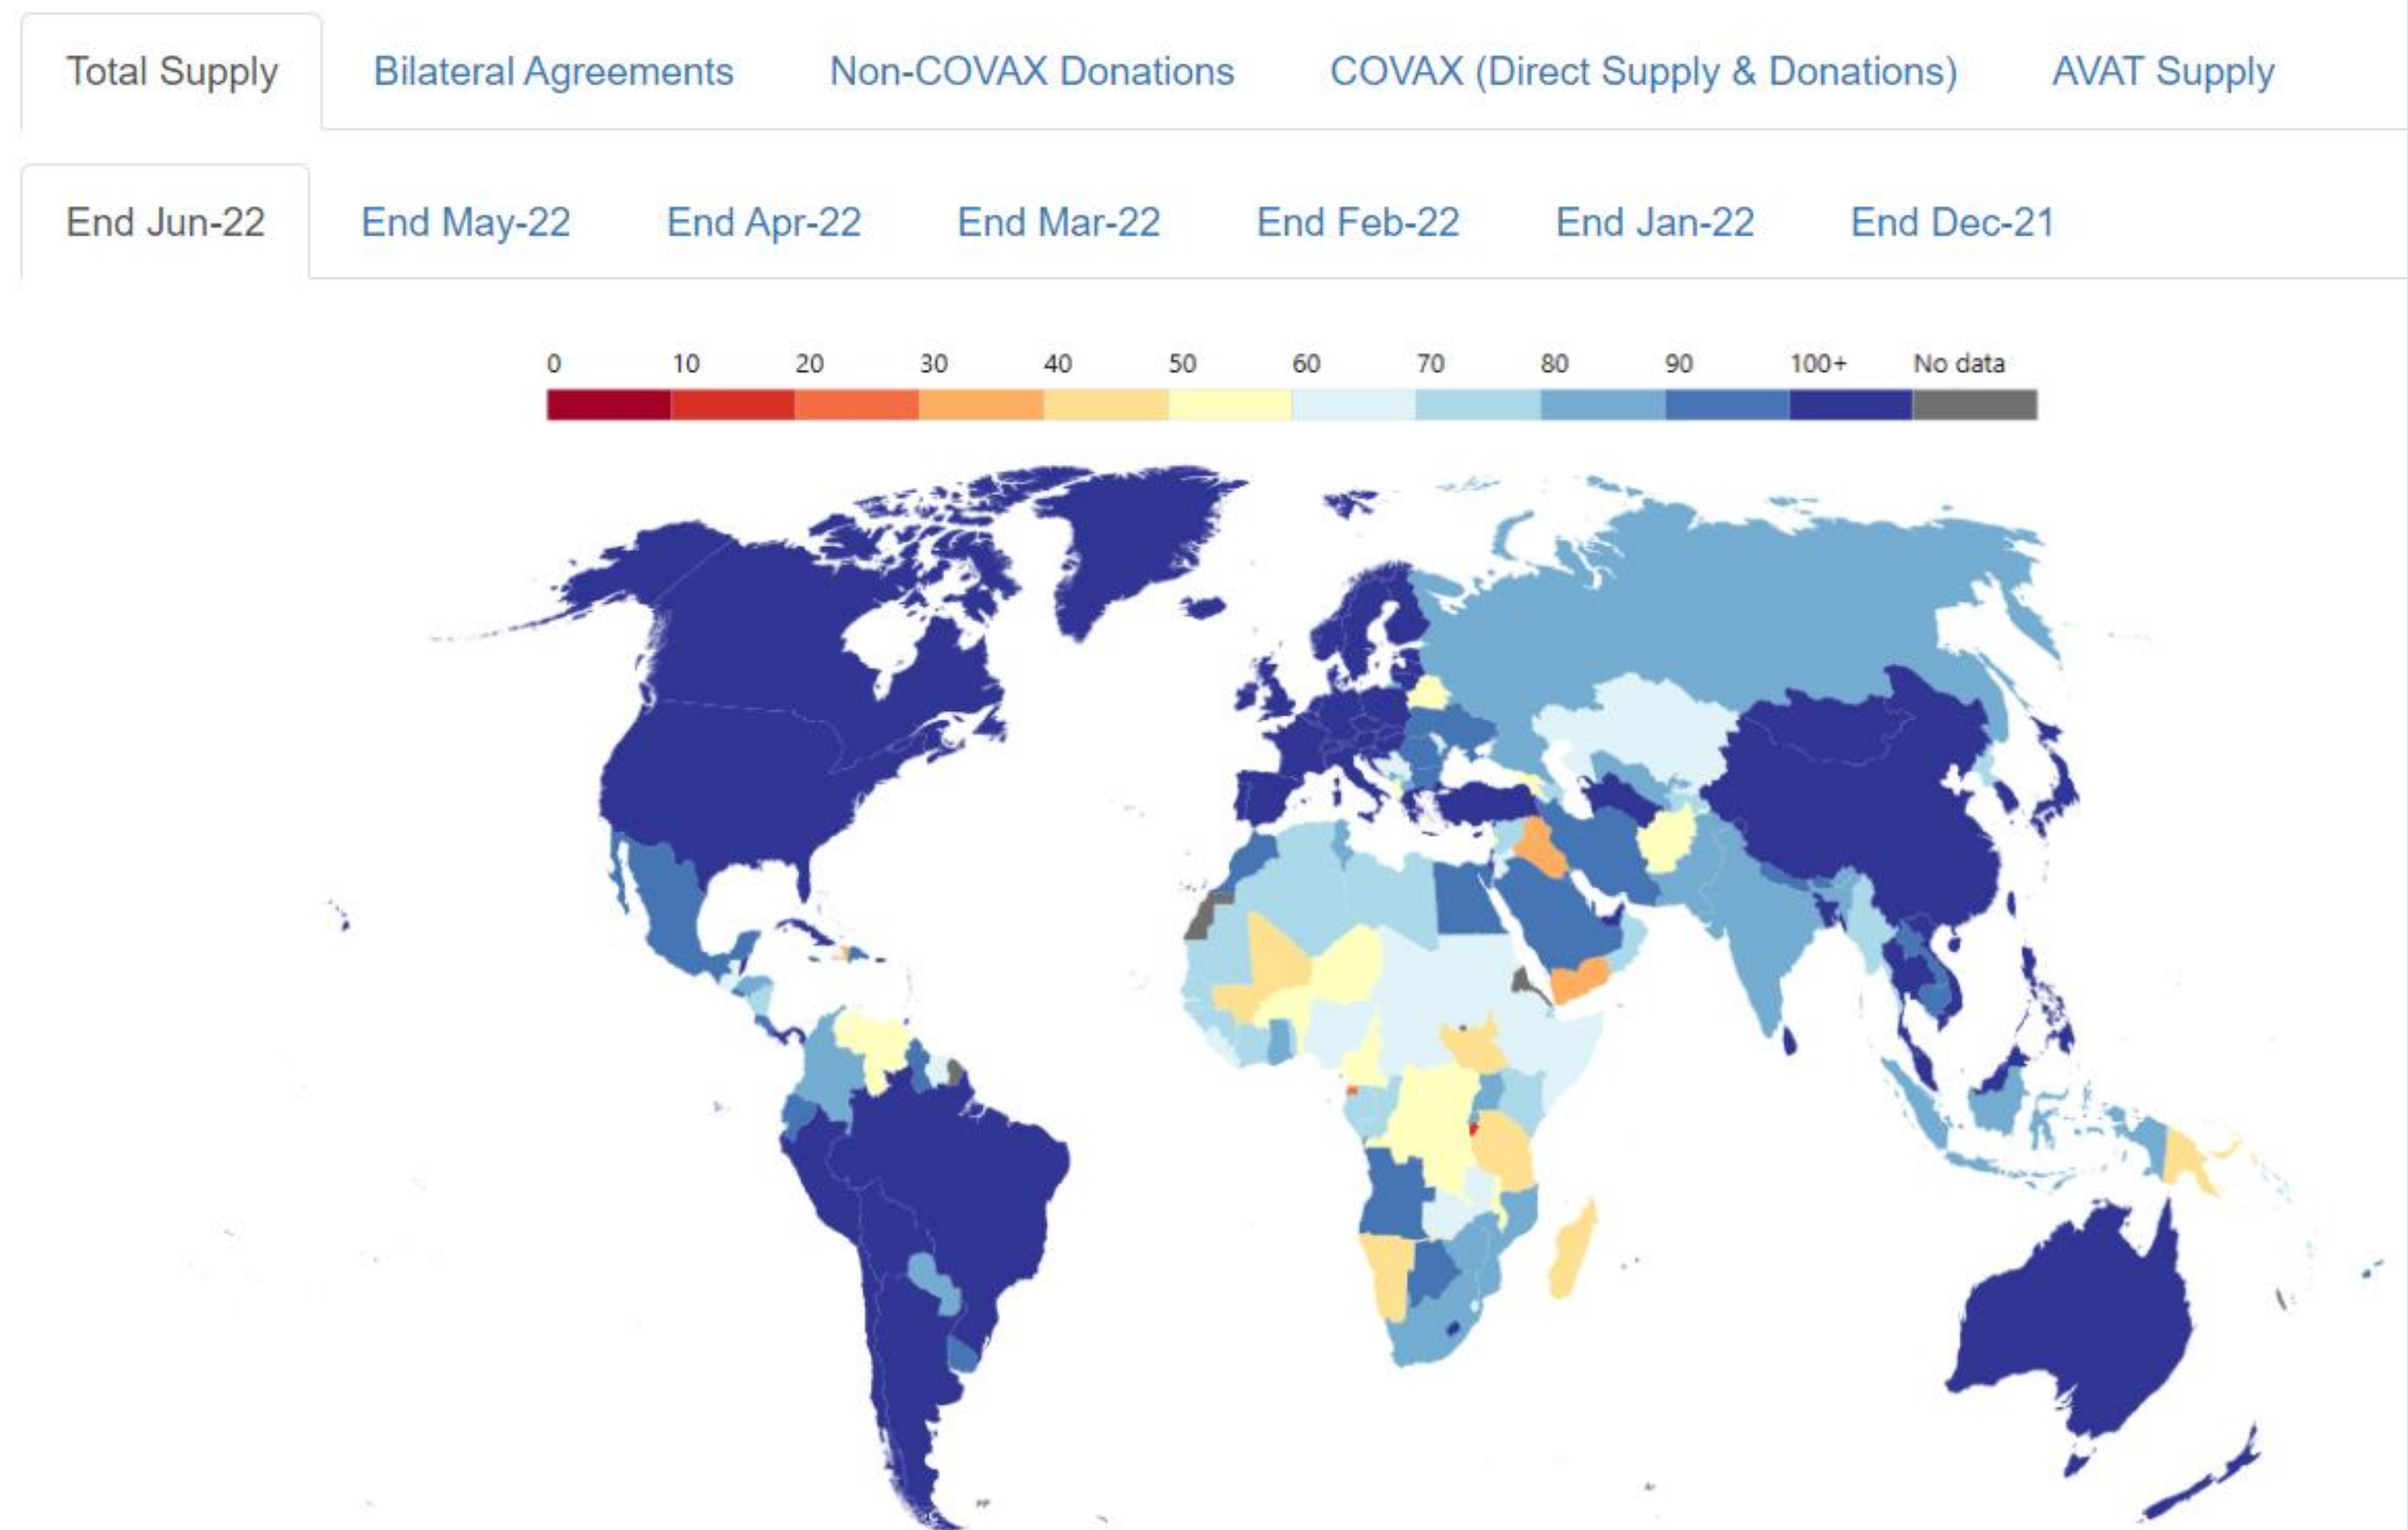 Total Supply Bilateral Agreements Non-COVAX Donations COVAX (Direct Supply & Donations) AVAT Supply
End Jun-22 End May-22 End Apr-22 End Mar-22 End Feb-22 End Jan-22 End Dec-21
0 10 20 30 40 50 60 70 80 90 100+ No data